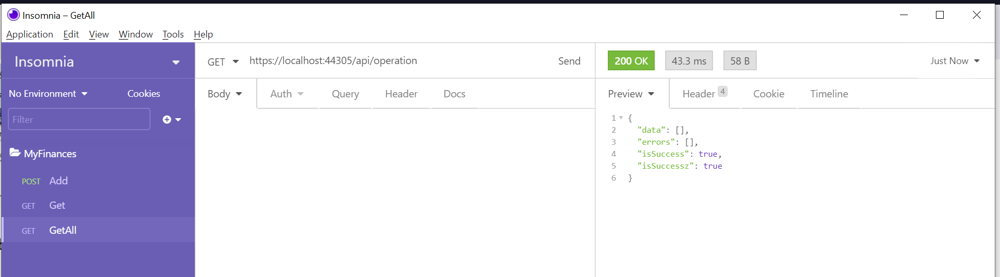 Insomnia – GetAll
Application Edit View Window Tools Help
Insomnia
No Environment
Cookies
Filter
MyFinances
POST Add
GET Get
GET GetAll
GET https://localhost:44305/api/operation Send
Body Auth Query Header Docs
200 OK 43.3 ms 58 B Just Now
Preview Header 4 Cookie Timeline
1 {
2 "data": [],
3 "errors": [],
4 "isSuccess": true,
5 "isSuccessz": true
6 }